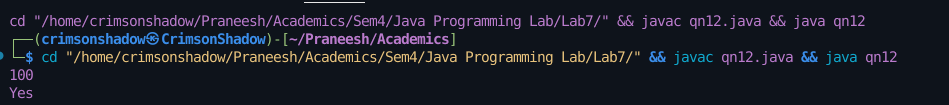 cd "/home/crimsonshadow/Praneesh/Academics/Sem4/Java Programming Lab/Lab7/" && javac qn12.java && java qn12
┌──(crimsonshadow㉿CrimsonShadow)-[~/Praneesh/Academics]
└─$ cd "/home/crimsonshadow/Praneesh/Academics/Sem4/Java Programming Lab/Lab7/" && javac qn12.java && java qn12
100
Yes